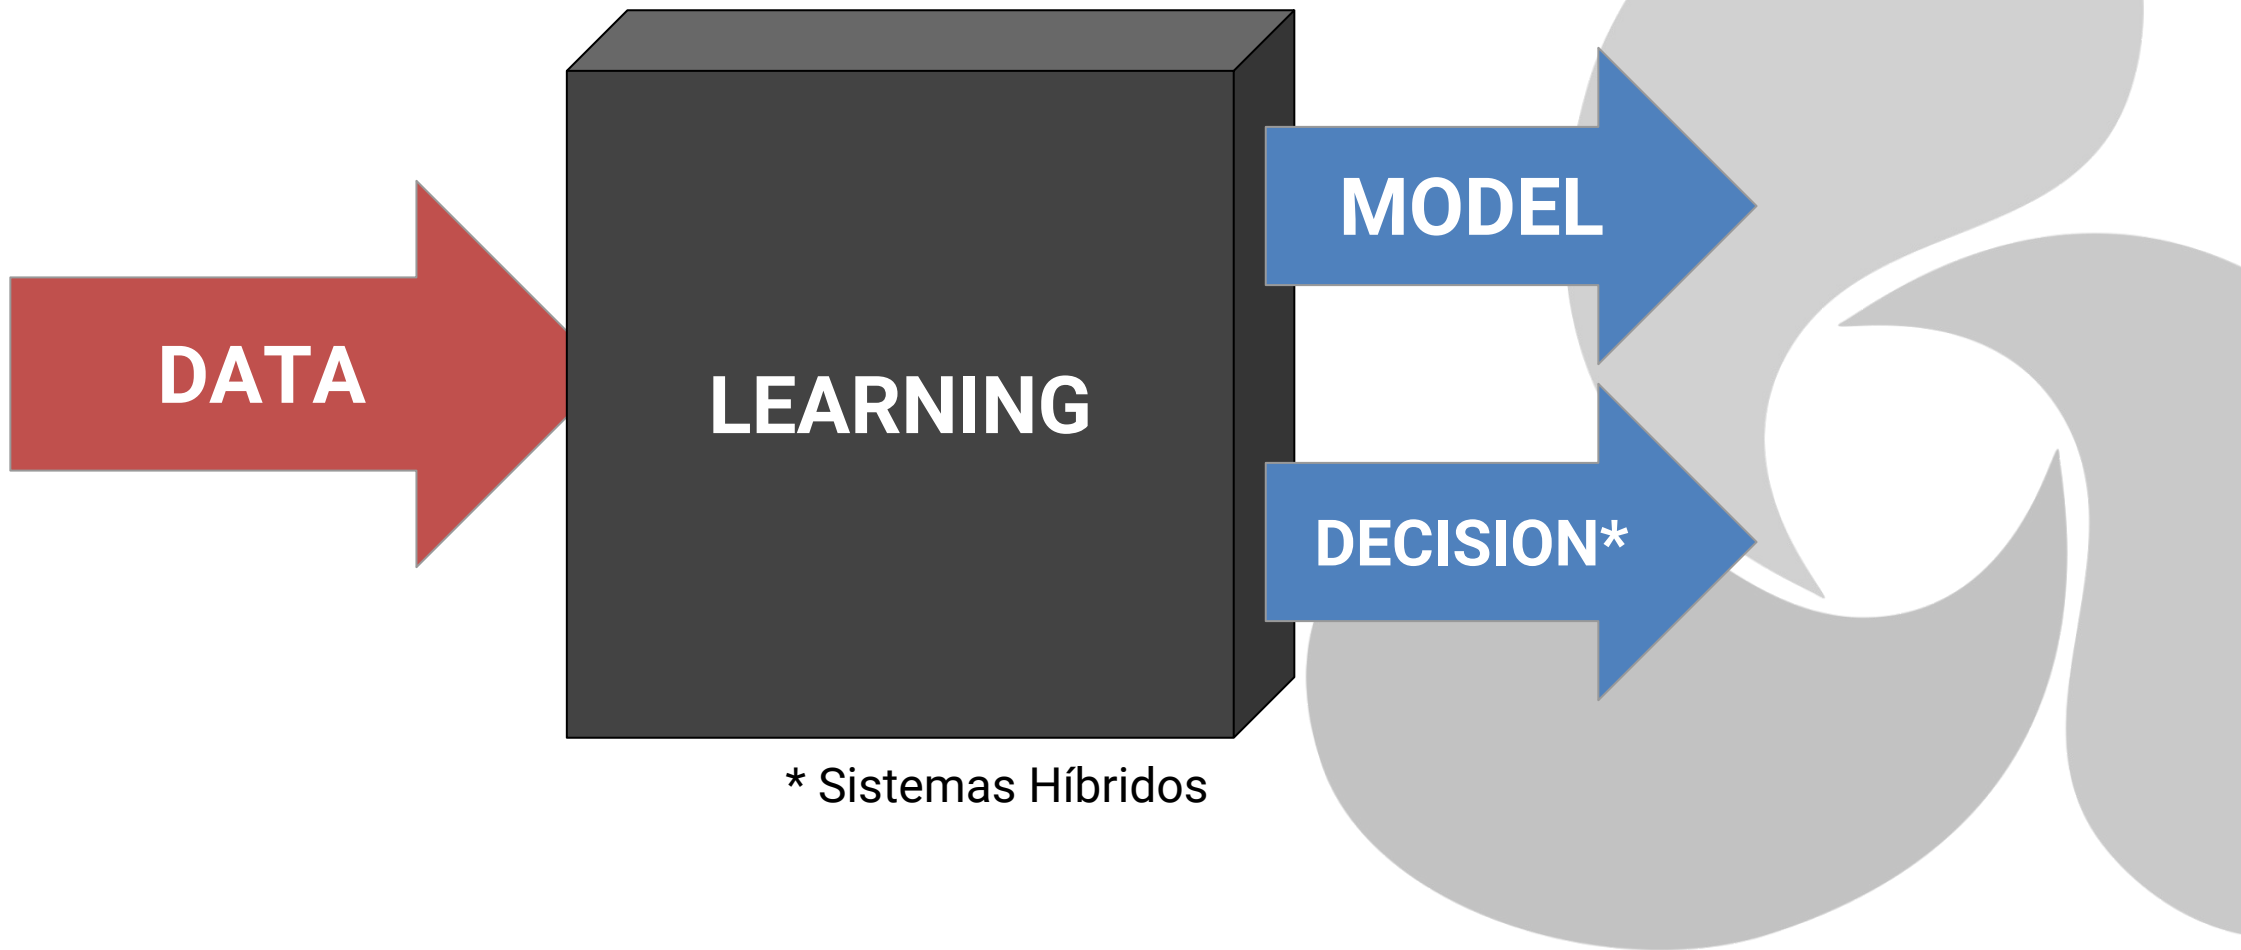 DATA
LEARNING
MODEL
DECISION*
* Sistemas Híbridos